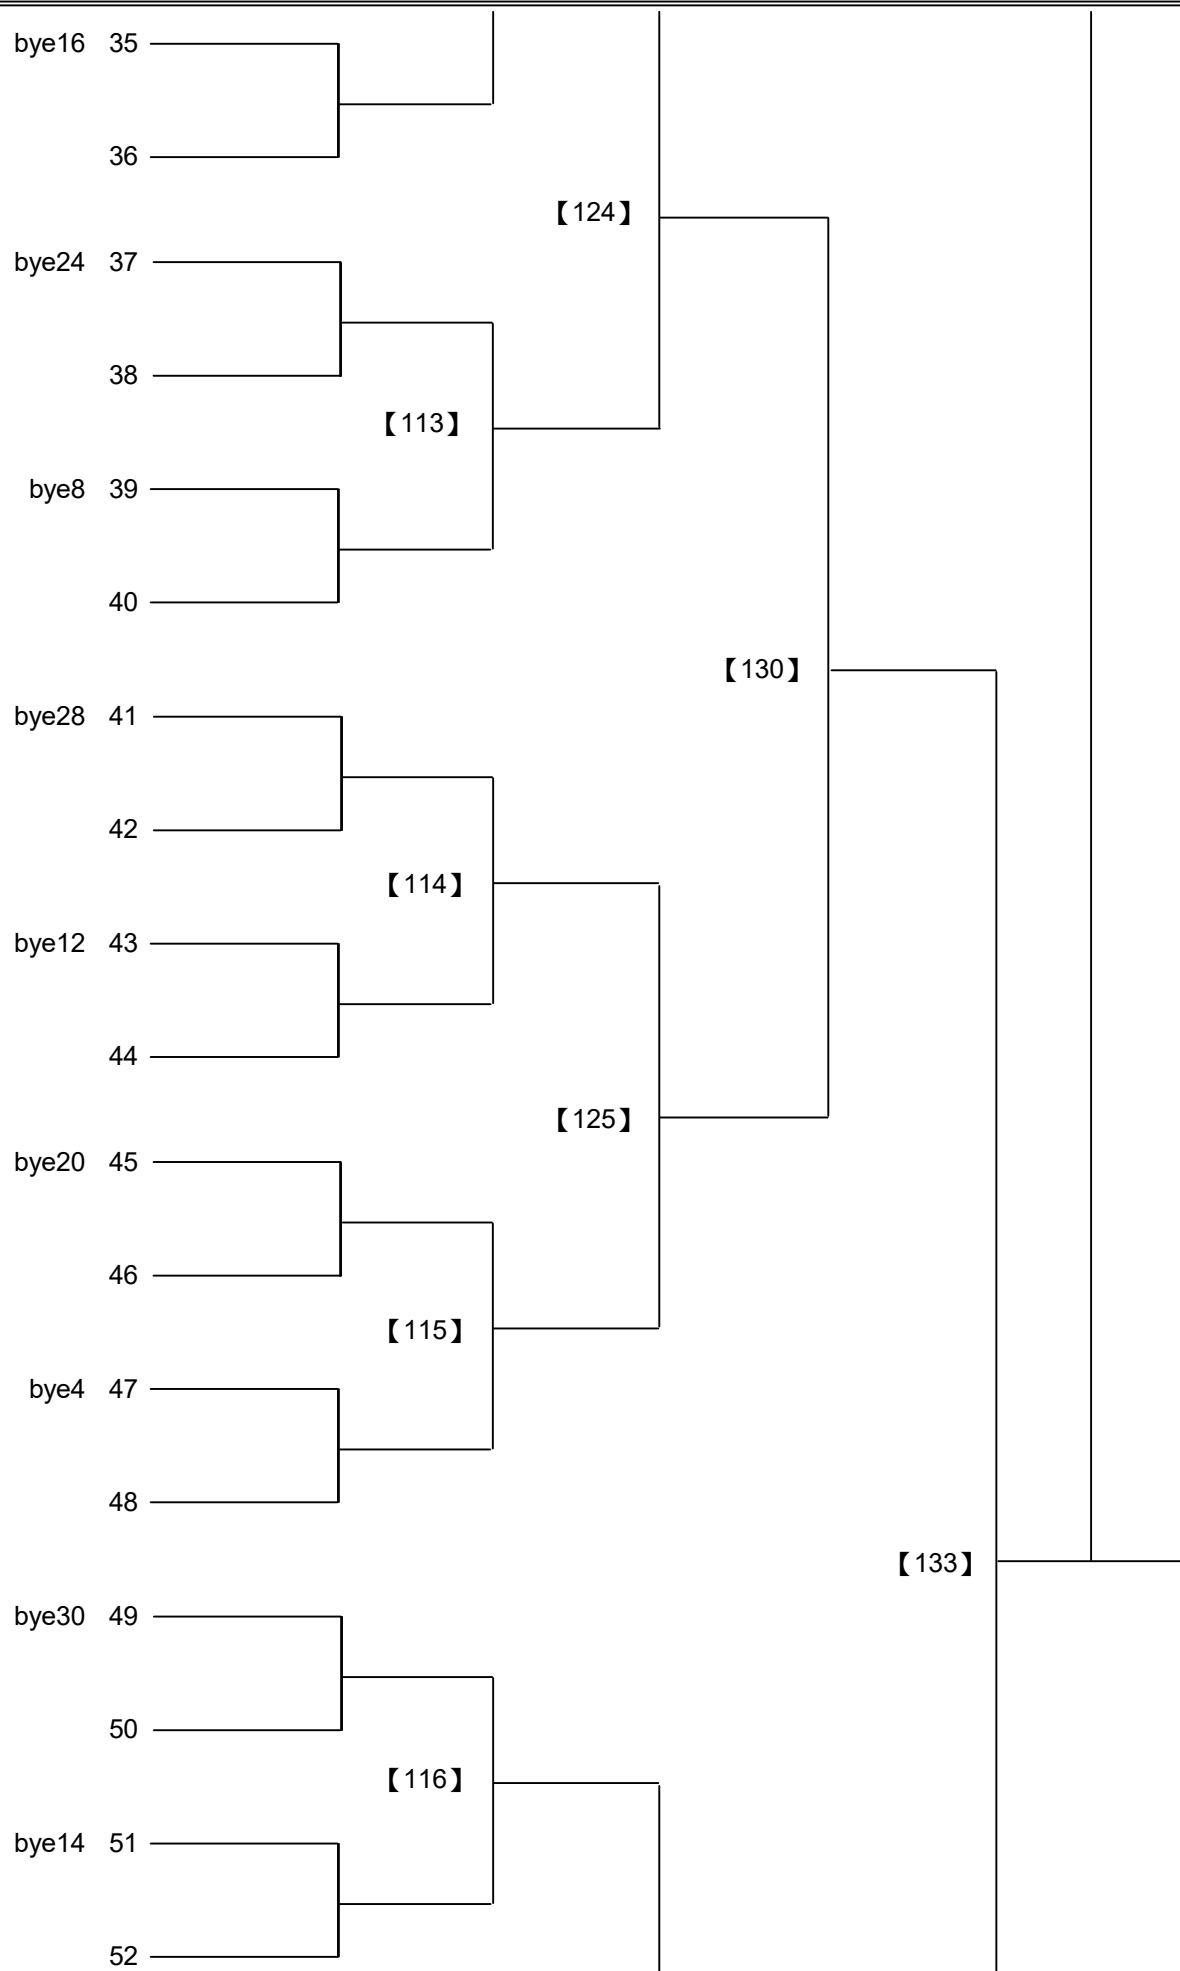 bye16 35
36
【124】
bye24 37
38
【113】
bye8 39
40
【130】
bye28 41
42
【114】
bye12 43
44
【125】
bye20 45
46
【115】
bye4 47
48
【133】
bye30 49
50
【116】
bye14 51
52